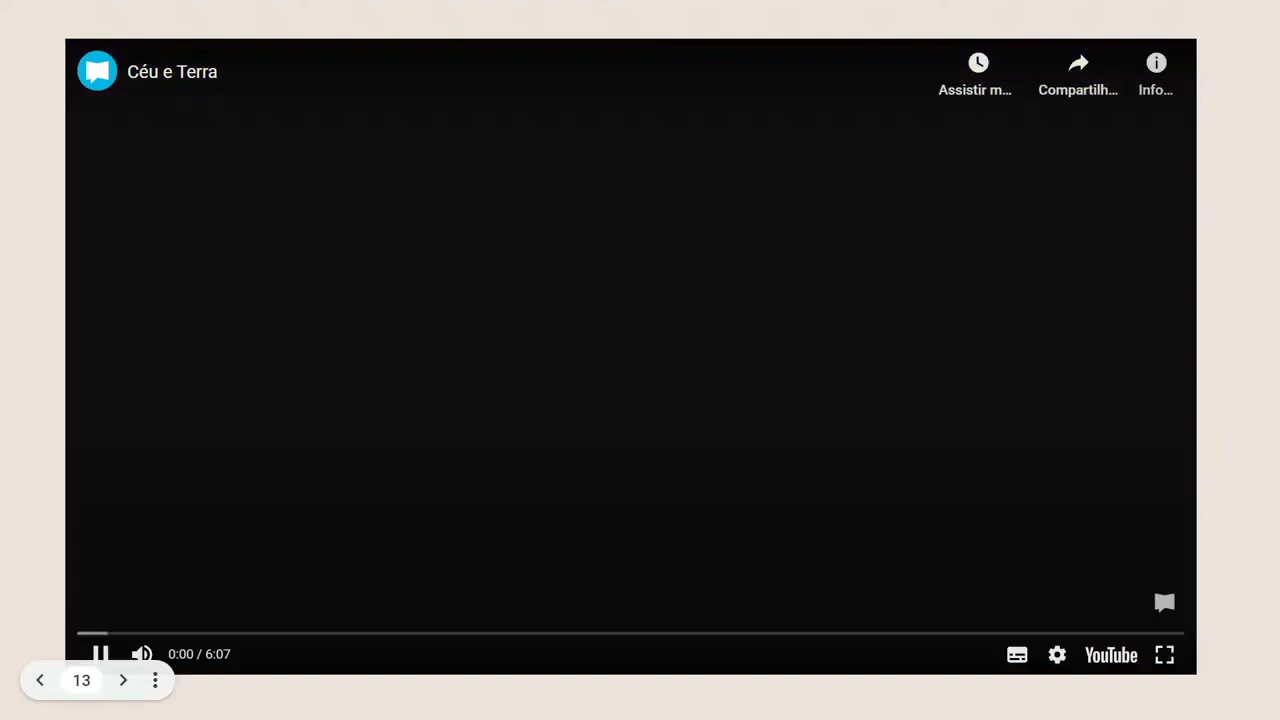 Céu e Terra
Assistir m...
Compartilh...
Info...
0:00 / 6:07
YouTube
13